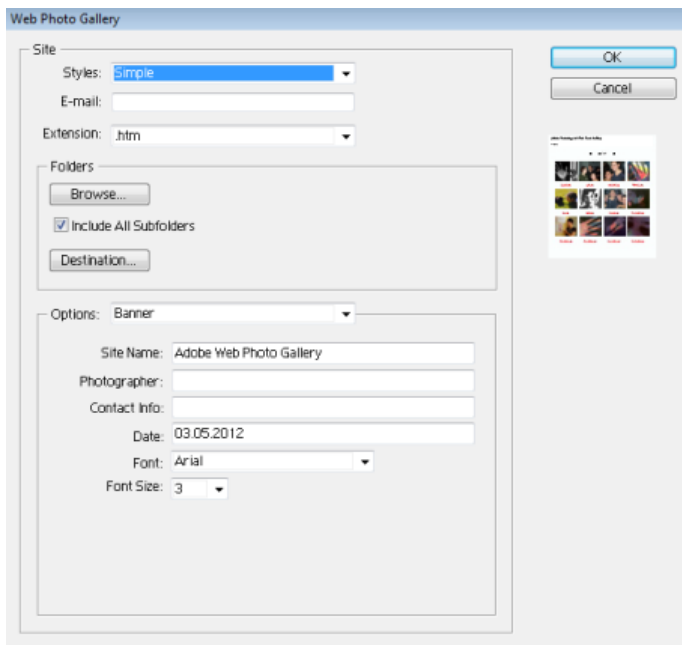 Web Photo Gallery
Site
Styles: Simple
E-mail:
Extension: .htm
Folders
Browse...
Include All Subfolders
Destination...
Options: Banner
Site Name: Adobe Web Photo Gallery
Photographer:
Contact Info:
Date: 03.05.2012
Font: Arial
Font Size: 3
OK
Cancel